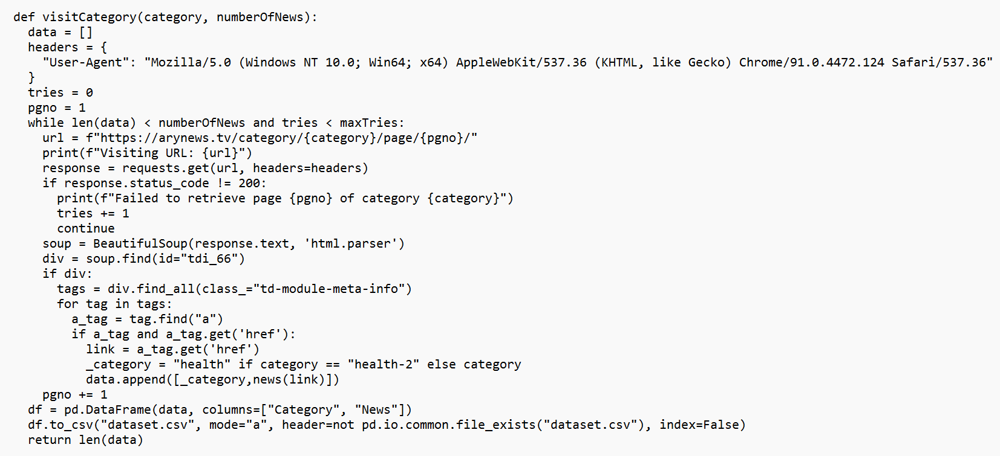 def visitCategory(category, numberOfNews):
  data = []
  headers = {
    "User-Agent": "Mozilla/5.0 (Windows NT 10.0; Win64; x64) AppleWebKit/537.36 (KHTML, like Gecko) Chrome/91.0.4472.124 Safari/537.36"
  }
  tries = 0
  pgno = 1
  while len(data) < numberOfNews and tries < maxTries:
    url = f"https://arynews.tv/category/{category}/page/{pgno}/"
    print(f"Visiting URL: {url}")
    response = requests.get(url, headers=headers)
    if response.status_code != 200:
      print(f"Failed to retrieve page {pgno} of category {category}")
      tries += 1
      continue
    soup = BeautifulSoup(response.text, 'html.parser')
    div = soup.find(id="tdi_66")
    if div:
      tags = div.find_all(class_="td-module-meta-info")
      for tag in tags:
        a_tag = tag.find("a")
        if a_tag and a_tag.get('href'):
          link = a_tag.get('href')
          _category = "health" if category == "health-2" else category
          data.append([_category,news(link)])
    pgno += 1
  df = pd.DataFrame(data, columns=["Category", "News"])
  df.to_csv("dataset.csv", mode="a", header=not pd.io.common.file_exists("dataset.csv"), index=False)
  return len(data)